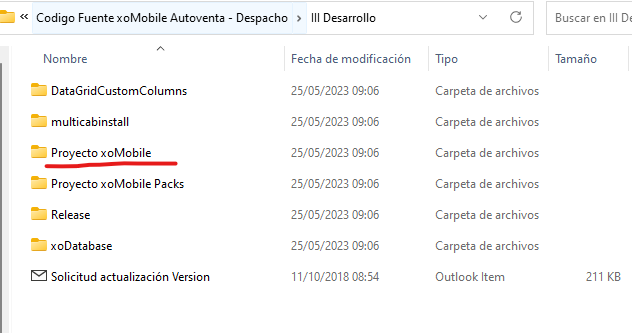 « Codigo Fuente xoMobile Autoventa - Despacho > III Desarrollo Buscar en III De
Nombre Fecha de modificación Tipo Tamaño
DataGridCustomColumns 25/05/2023 09:06 Carpeta de archivos
multicabinstall 25/05/2023 09:06 Carpeta de archivos
Proyecto xoMobile 25/05/2023 09:06 Carpeta de archivos
Proyecto xoMobile Packs 25/05/2023 09:06 Carpeta de archivos
Release 25/05/2023 09:06 Carpeta de archivos
xoDatabase 25/05/2023 09:06 Carpeta de archivos
Solicitud actualización Version 11/10/2018 08:54 Outlook Item 211 KB